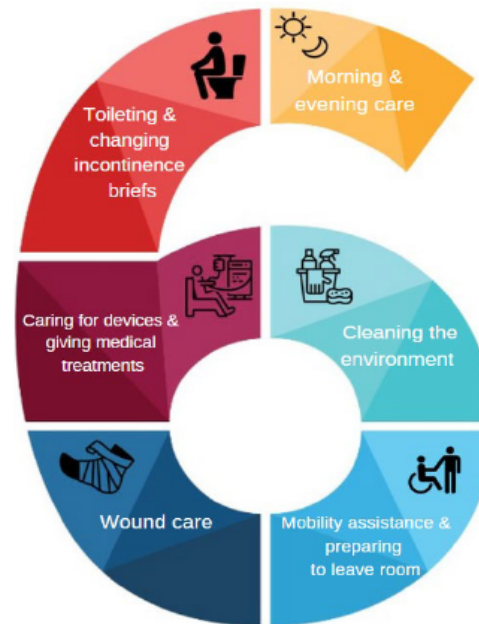 Morning &
evening care
Toileting &
changing
incontinence
briefs
Caring for devices &
giving medical
treatments
Wound care
Mobility assistance &
preparing
to leave room
Cleaning the
environment